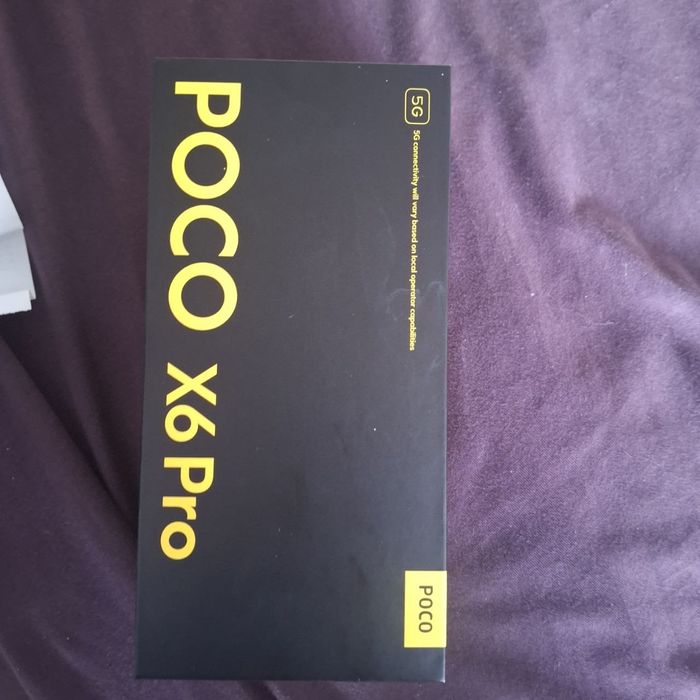 5G
5G connectivity will vary based on local operator capabilities
POCO
POCO X6 Pro